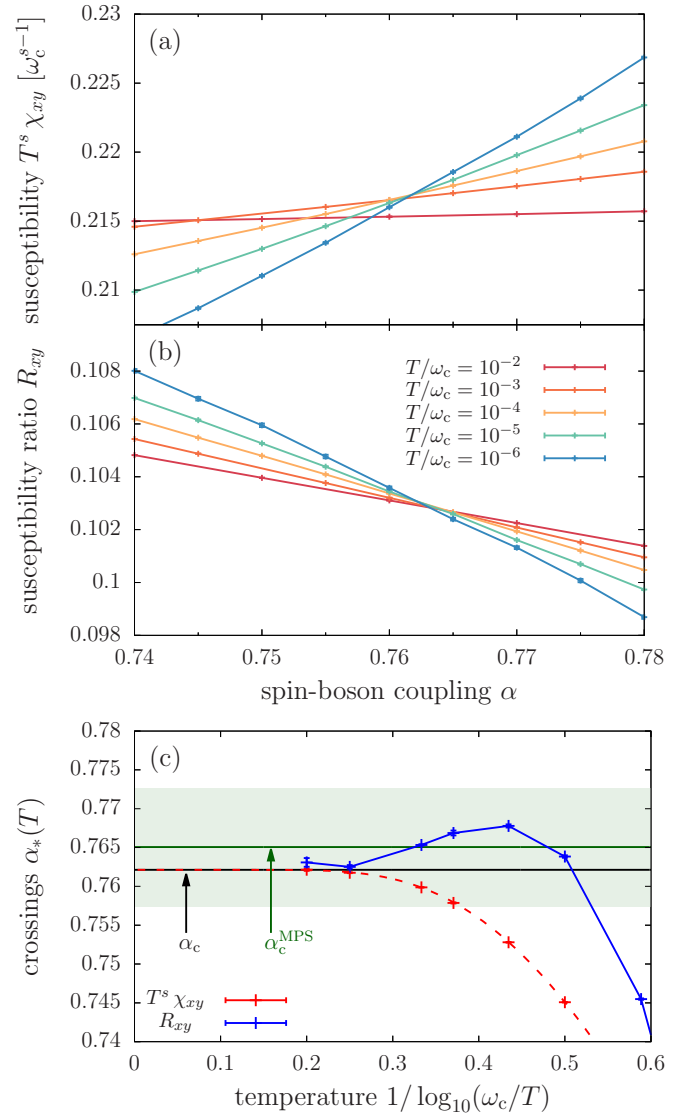 (a)
susceptibility T^s χ_xy [ω_c^{s−1}]
0.23
0.225
0.22
0.215
0.21
(b)
susceptibility ratio R_xy
T/ω_c = 10^−2
T/ω_c = 10^−3
T/ω_c = 10^−4
T/ω_c = 10^−5
T/ω_c = 10^−6
0.108
0.106
0.104
0.102
0.1
0.098
0.74 0.75 0.76 0.77 0.78
spin-boson coupling α
(c)
crossings α_*(T)
0.78
0.775
0.77
0.765
0.76
0.755
0.75
0.745
0.74
α_c
α_c^MPS
T^s χ_xy
R_xy
0 0.1 0.2 0.3 0.4 0.5 0.6
temperature 1/ log_10(ω_c/T)